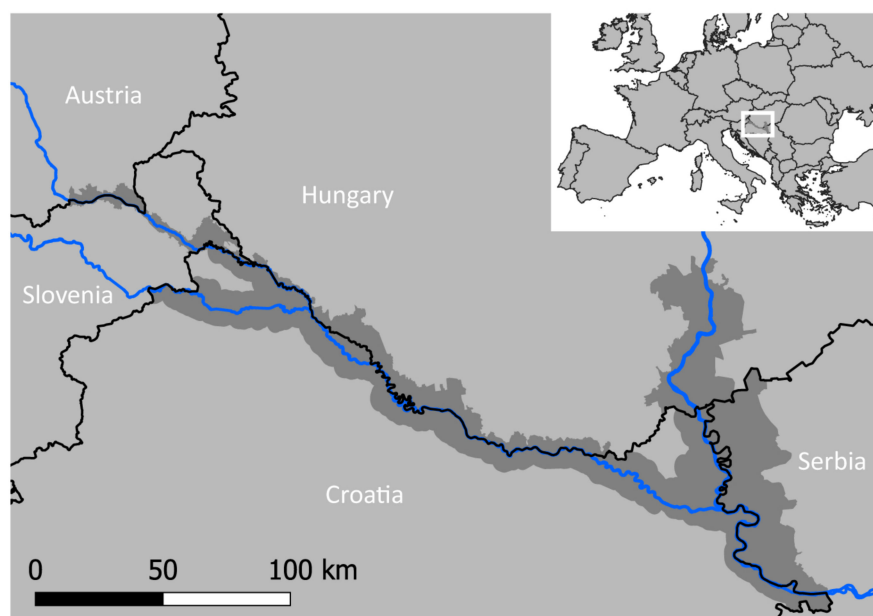 Austria
Hungary
Slovenia
Serbia
Croatia
0 50 100 km